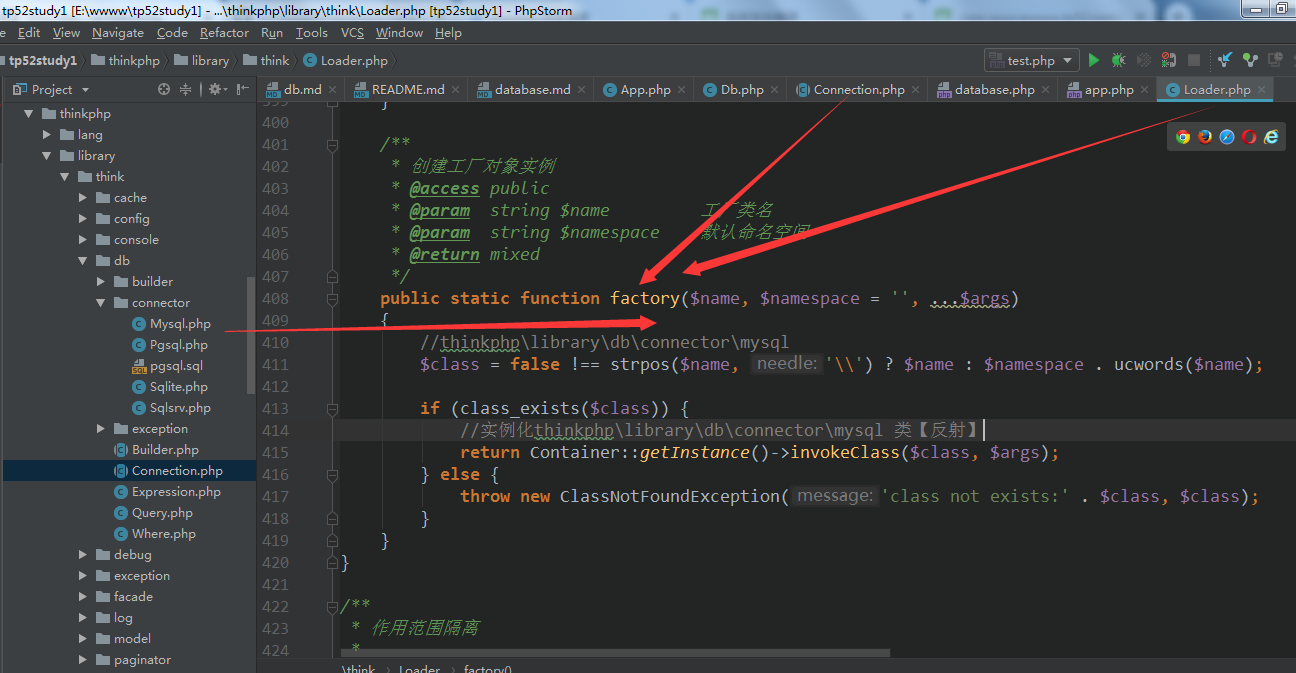 tp52study1 [E:\wwww\tp52study1] - ...\thinkphp\library\think\Loader.php [tp52study1] - PhpStorm
e Edit View Navigate Code Refactor Run Tools VCS Window Help
tp52study1 thinkphp library think Loader.php test.php
Project
db.md README.md database.md App.php Db.php Connection.php database.php app.php Loader.php
thinkphp
lang
library
think
cache
config
console
db
builder
connector
Mysql.php
Pgsql.php
pgsql.sql
Sqlite.php
Sqlsrv.php
exception
Builder.php
Connection.php
Expression.php
Query.php
Where.php
debug
exception
facade
log
model
paginator
399 }
400
401 /**
402 * 创建工厂对象实例
403 * @access public
404 * @param string $name 工厂类名
405 * @param string $namespace 默认命名空间
406 * @return mixed
407 */
408 public static function factory($name, $namespace = '', ...$args)
409 {
410 //thinkphp\library\db\connector\mysql
411 $class = false !== strpos($name, needle: '\\') ? $name : $namespace . ucwords($name);
412
413 if (class_exists($class)) {
414 //实例化thinkphp\library\db\connector\mysql 类【反射】
415 return Container::getInstance()->invokeClass($class, $args);
416 } else {
417 throw new ClassNotFoundException( message: 'class not exists:' . $class, $class);
418 }
419 }
420 }
421
422 /**
423 * 作用范围隔离
424 *
\think Loader factory()